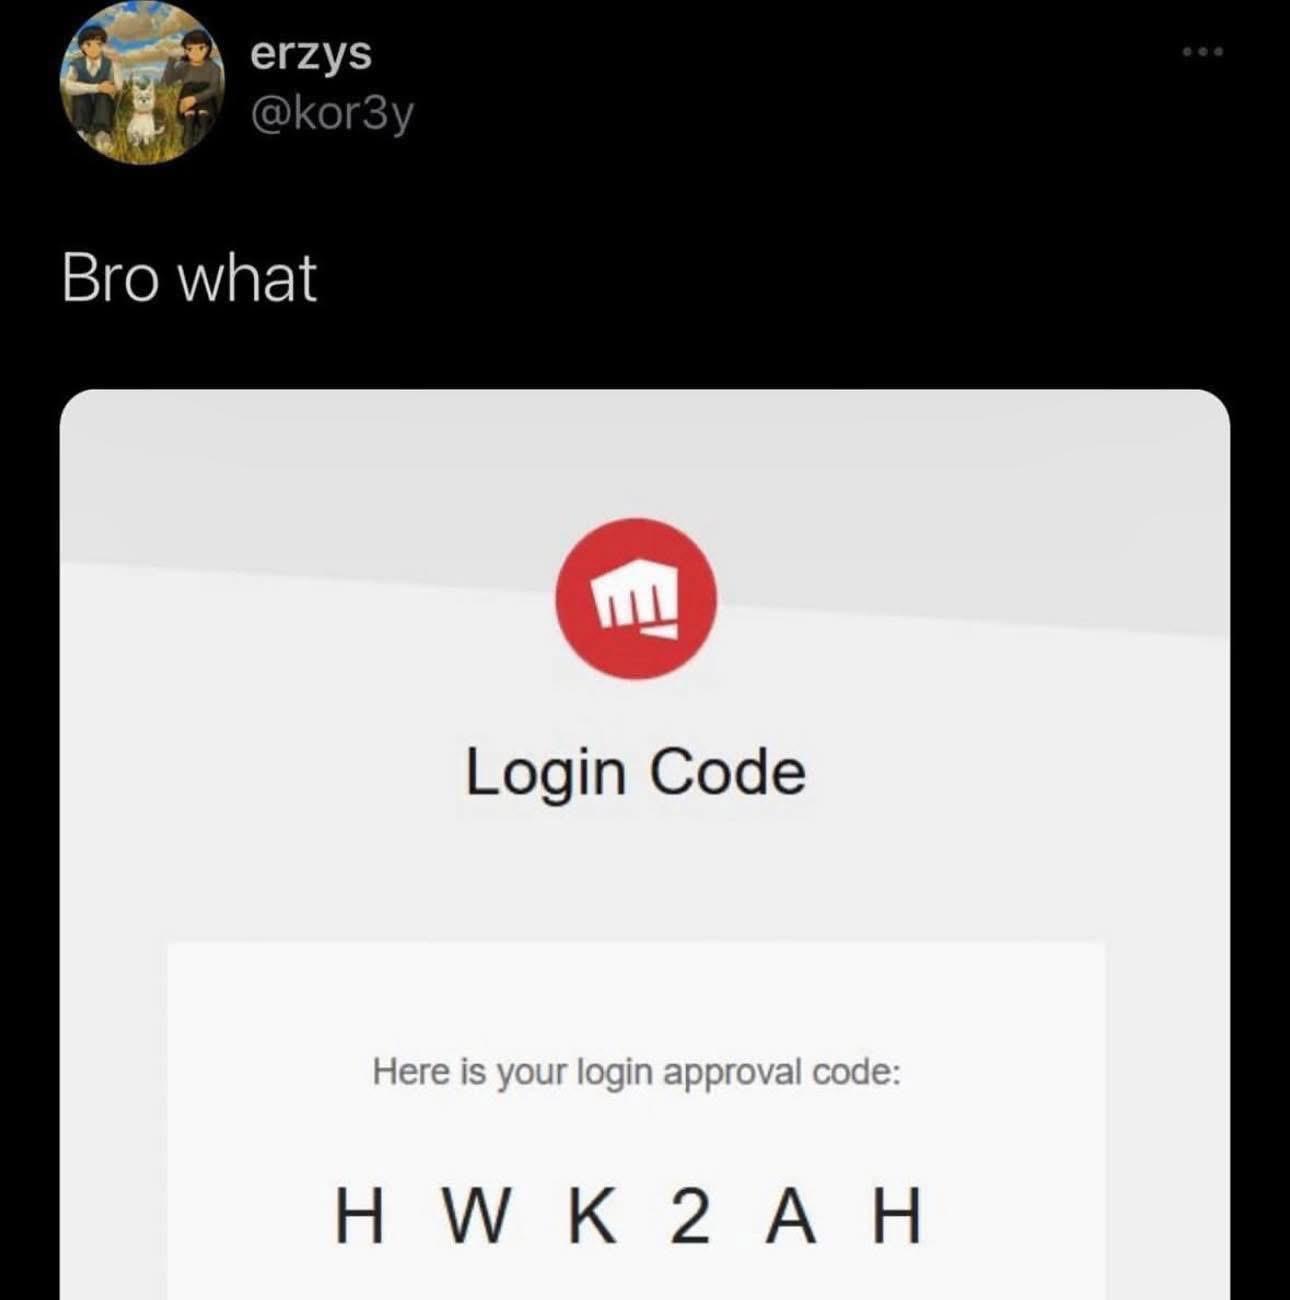 erzys
@kor3y
Bro what
Login Code
Here is your login approval code:
H W K 2 A H